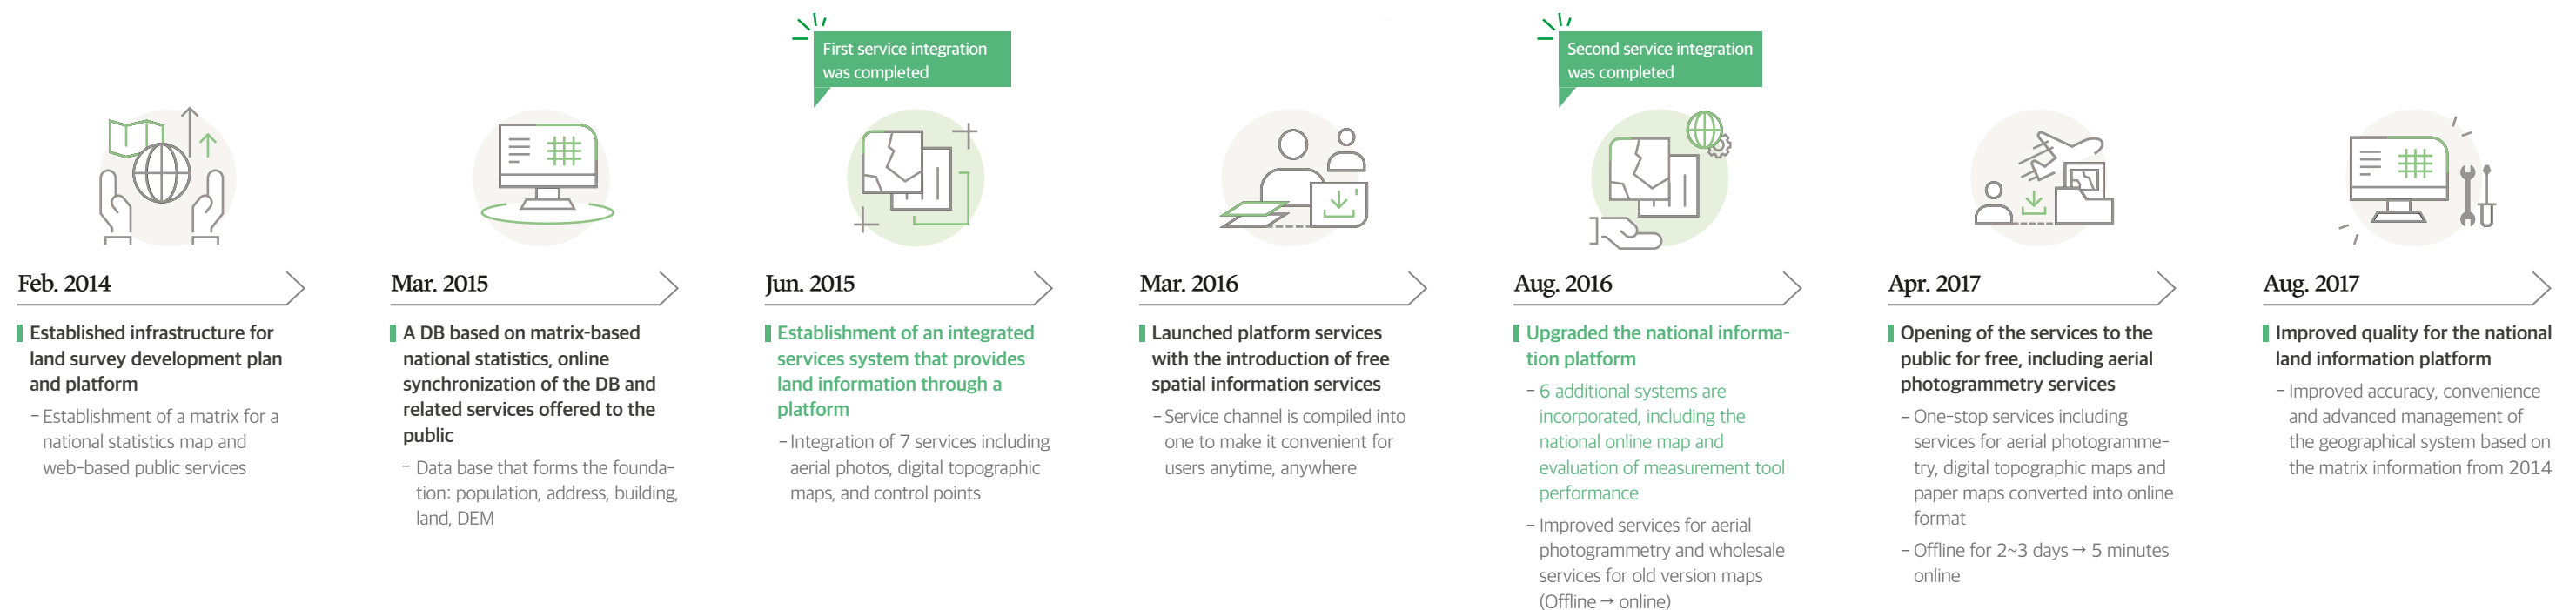 First service integration
was completed
Second service integration
was completed
Feb. 2014
Established infrastructure for
land survey development plan
and platform
- Establishment of a matrix for a
national statistics map and
web-based public services
Mar. 2015
A DB based on matrix-based
national statistics, online
synchronization of the DB and
related services offered to the
public
- Data base that forms the founda-
tion: population, address, building,
land, DEM
Jun. 2015
Establishment of an integrated
services system that provides
land information through a
platform
- Integration of 7 services including
aerial photos, digital topographic
maps, and control points
Mar. 2016
Launched platform services
with the introduction of free
spatial information services
- Service channel is compiled into
one to make it convenient for
users anytime, anywhere
Aug. 2016
Upgraded the national informa-
tion platform
- 6 additional systems are
incorporated, including the
national online map and
evaluation of measurement tool
performance
- Improved services for aerial
photogrammetry and wholesale
services for old version maps
(Offline → online)
Apr. 2017
Opening of the services to the
public for free, including aerial
photogrammetry services
- One-stop services including
services for aerial photogramme-
try, digital topographic maps and
paper maps converted into online
format
- Offline for 2~3 days → 5 minutes
online
Aug. 2017
Improved quality for the national
land information platform
- Improved accuracy, convenience
and advanced management of
the geographical system based on
the matrix information from 2014